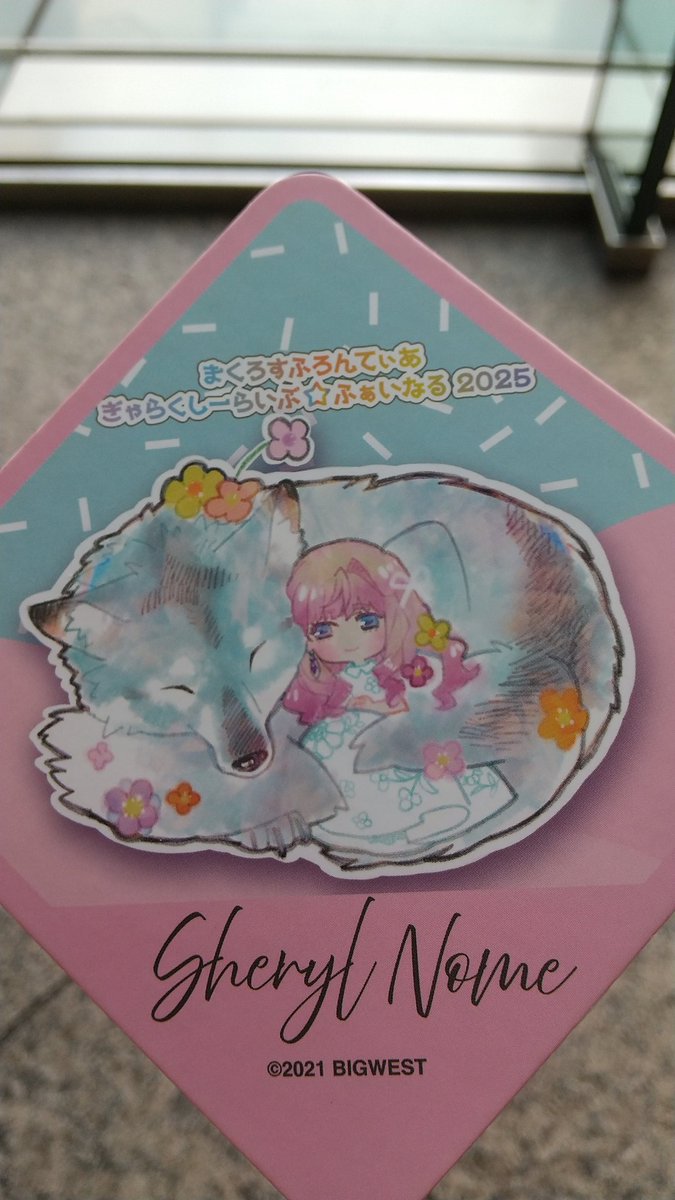 まくろすふろんてぃあ
ぎゃらくしーらいぶ☆ふぁいなる 2025
Sheryl Nome
©2021 BIGWEST